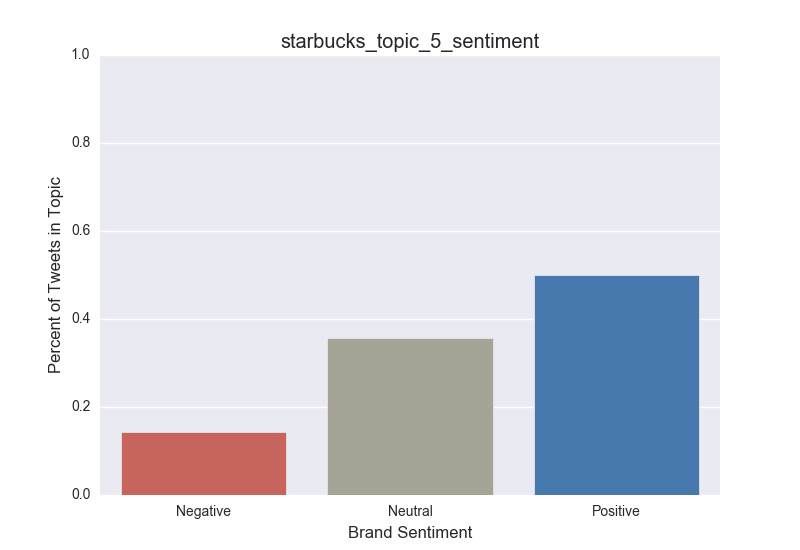 starbucks_topic_5_sentiment
1.0
0.8
0.6
0.4
0.2
0.0
Percent of Tweets in Topic
Negative Neutral Positive
Brand Sentiment